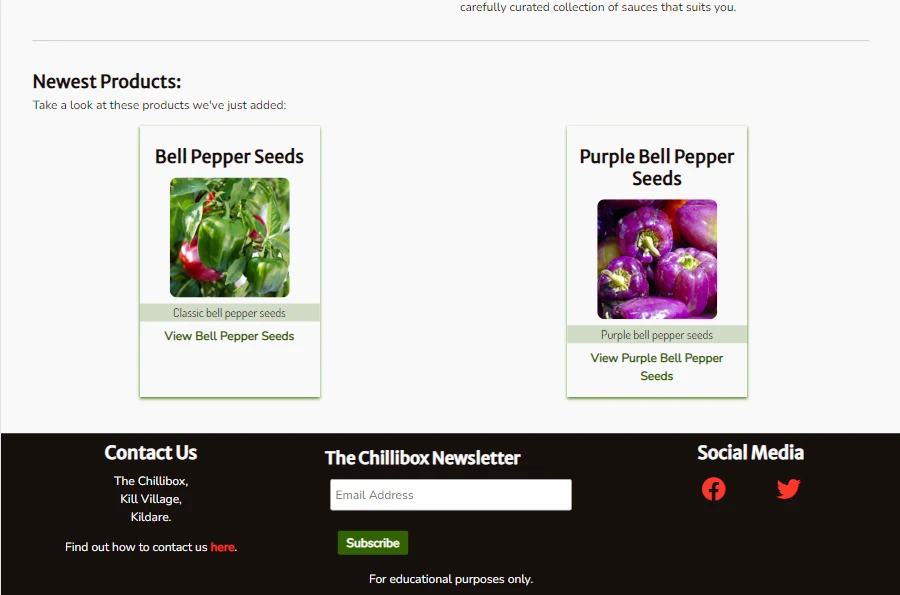 carefully curated collection of sauces that suits you.
Newest Products:
Take a look at these products we've just added:
Bell Pepper Seeds
Classic bell pepper seeds
View Bell Pepper Seeds
Purple Bell Pepper
Seeds
Purple bell pepper seeds
View Purple Bell Pepper
Seeds
Contact Us
The Chillibox,
Kill Village,
Kildare.
Find out how to contact us here.
The Chillibox Newsletter
Email Address
Subscribe
Social Media
For educational purposes only.